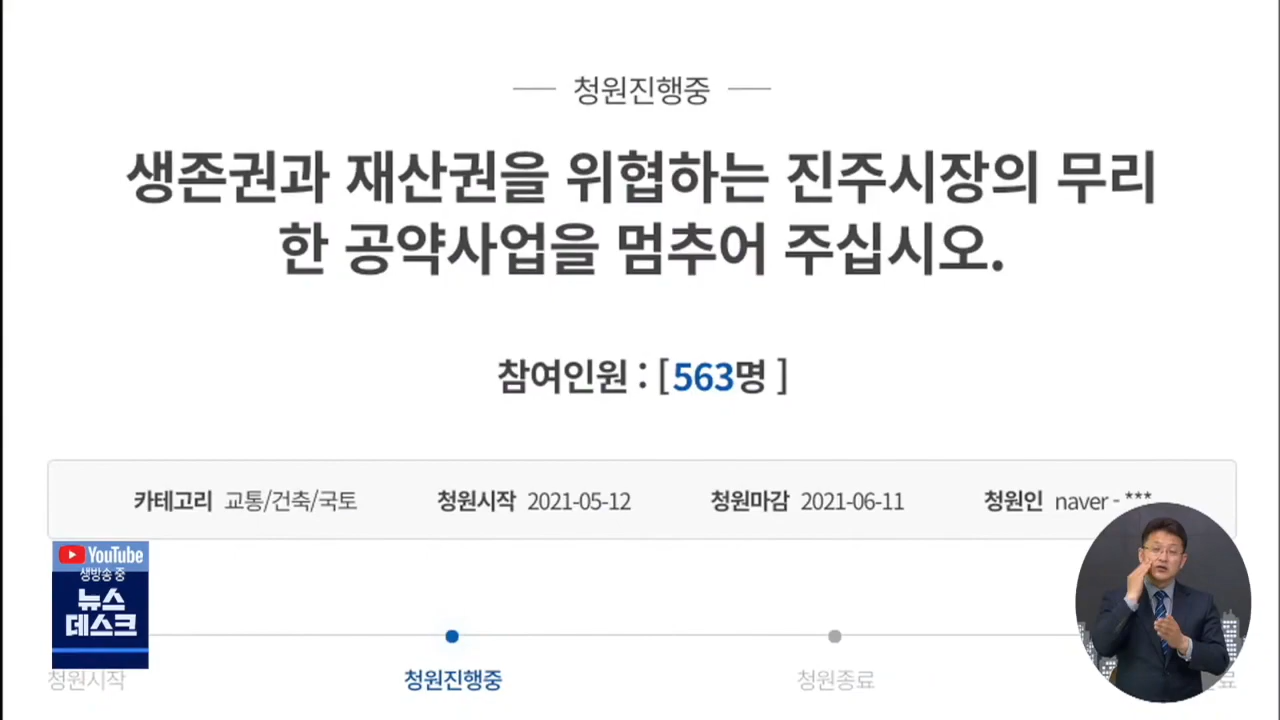 청원진행중
생존권과 재산권을 위협하는 진주시장의 무리
한 공약사업을 멈추어 주십시오.
참여인원 : [563명 ]
카테고리 교통/건축/국토 청원시작 2021-05-12 청원마감 2021-06-11 청원인 naver - ***
YouTube
생방송 중
뉴스
데스크
청원시작 청원진행중 청원종료